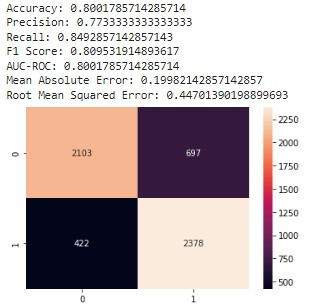 Accuracy: 0.8001785714285714
Precision: 0.7733333333333333
Recall: 0.8492857142857143
F1 Score: 0.809531914893617
AUC-ROC: 0.8001785714285714
Mean Absolute Error: 0.19982142857142857
Root Mean Squared Error: 0.44701390198899693
2250
2000
1750
1500
1250
1000
750
500
0
2103
697
1
422
2378
0
1